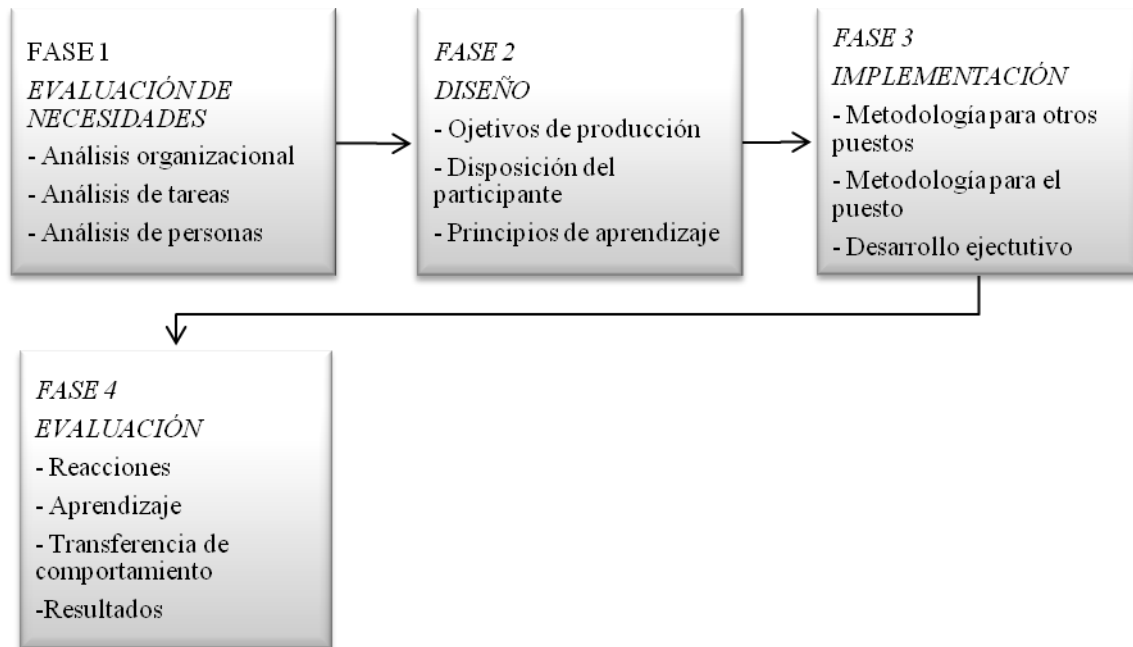 FASE 1
EVALUACIÓN DE
NECESIDADES
- Análisis organizacional
- Análisis de tareas
- Análisis de personas
FASE 2
DISEÑO
- Ojetivos de producción
- Disposición del
participante
- Principios de aprendizaje
FASE 3
IMPLEMENTACIÓN
- Metodología para otros
puestos
- Metodología para el
puesto
- Desarrollo ejectutivo
FASE 4
EVALUACIÓN
- Reacciones
- Aprendizaje
- Transferencia de
comportamiento
-Resultados